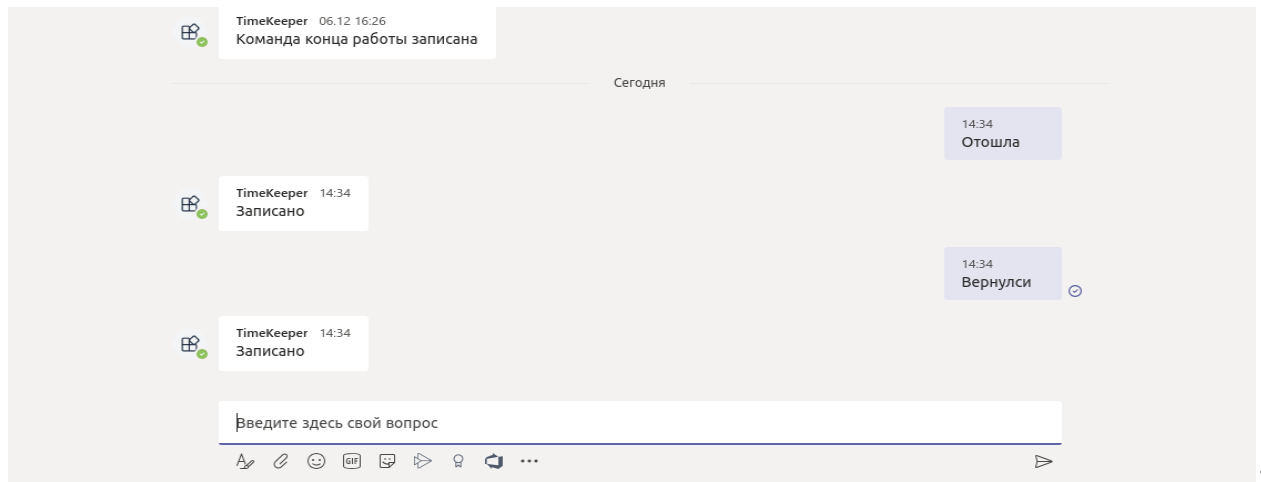 TimeKeeper 06.12 16:26
Команда конца работы записана
Сегодня
14:34
Отошла
TimeKeeper 14:34
Записано
14:34
Вернулси
TimeKeeper 14:34
Записано
Введите здесь свой вопрос
GIF